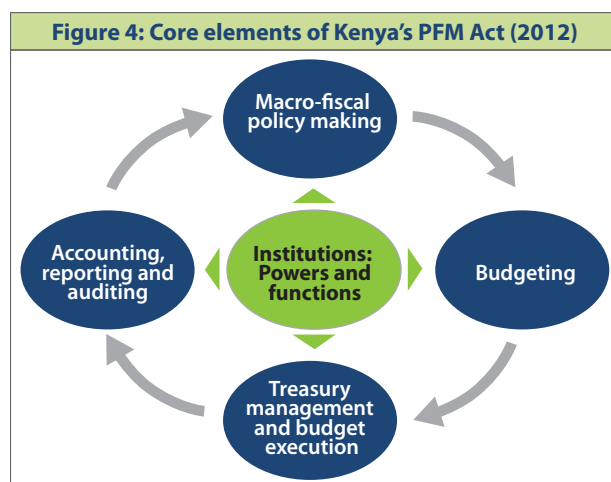 Figure 4: Core elements of Kenya's PFM Act (2012)
Macro-fiscal
policy making
Accounting,
reporting and
auditing
Institutions:
Powers and
functions
Budgeting
Treasury
management
and budget
execution